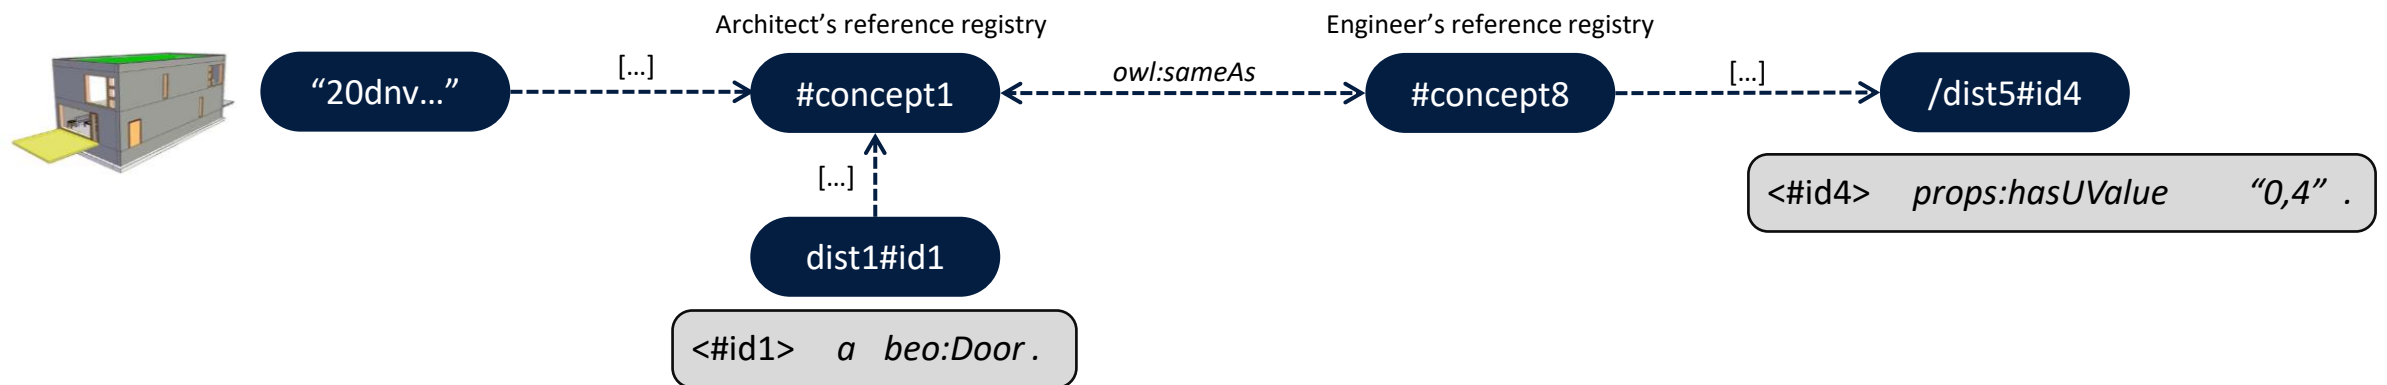 Architect’s reference registry
Engineer’s reference registry
“20dnv…”
[…]
#concept1
owl:sameAs
#concept8
[…]
/dist5#id4
[…]
<#id4> props:hasUValue “0,4” .
dist1#id1
<#id1> a beo:Door .